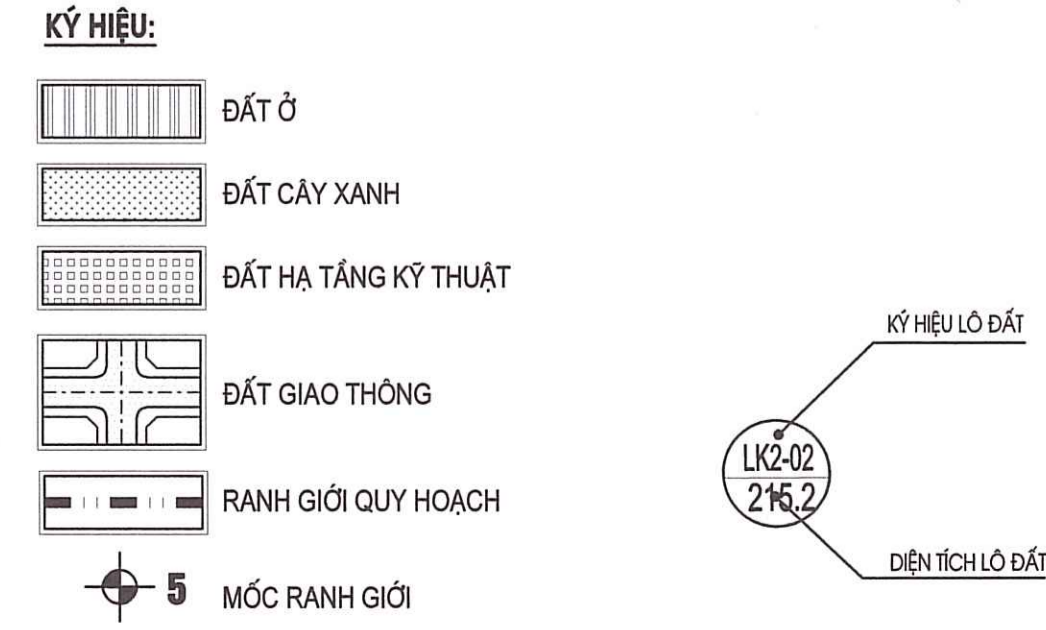 KÝ HIỆU:
ĐẤT Ở
ĐẤT CÂY XANH
ĐẤT HẠ TẦNG KỸ THUẬT
ĐẤT GIAO THÔNG
RANH GIỚI QUY HOẠCH
5 MỐC RANH GIỚI
KÝ HIỆU LÔ ĐẤT
LK2-02
215.2
DIỆN TÍCH LÔ ĐẤT